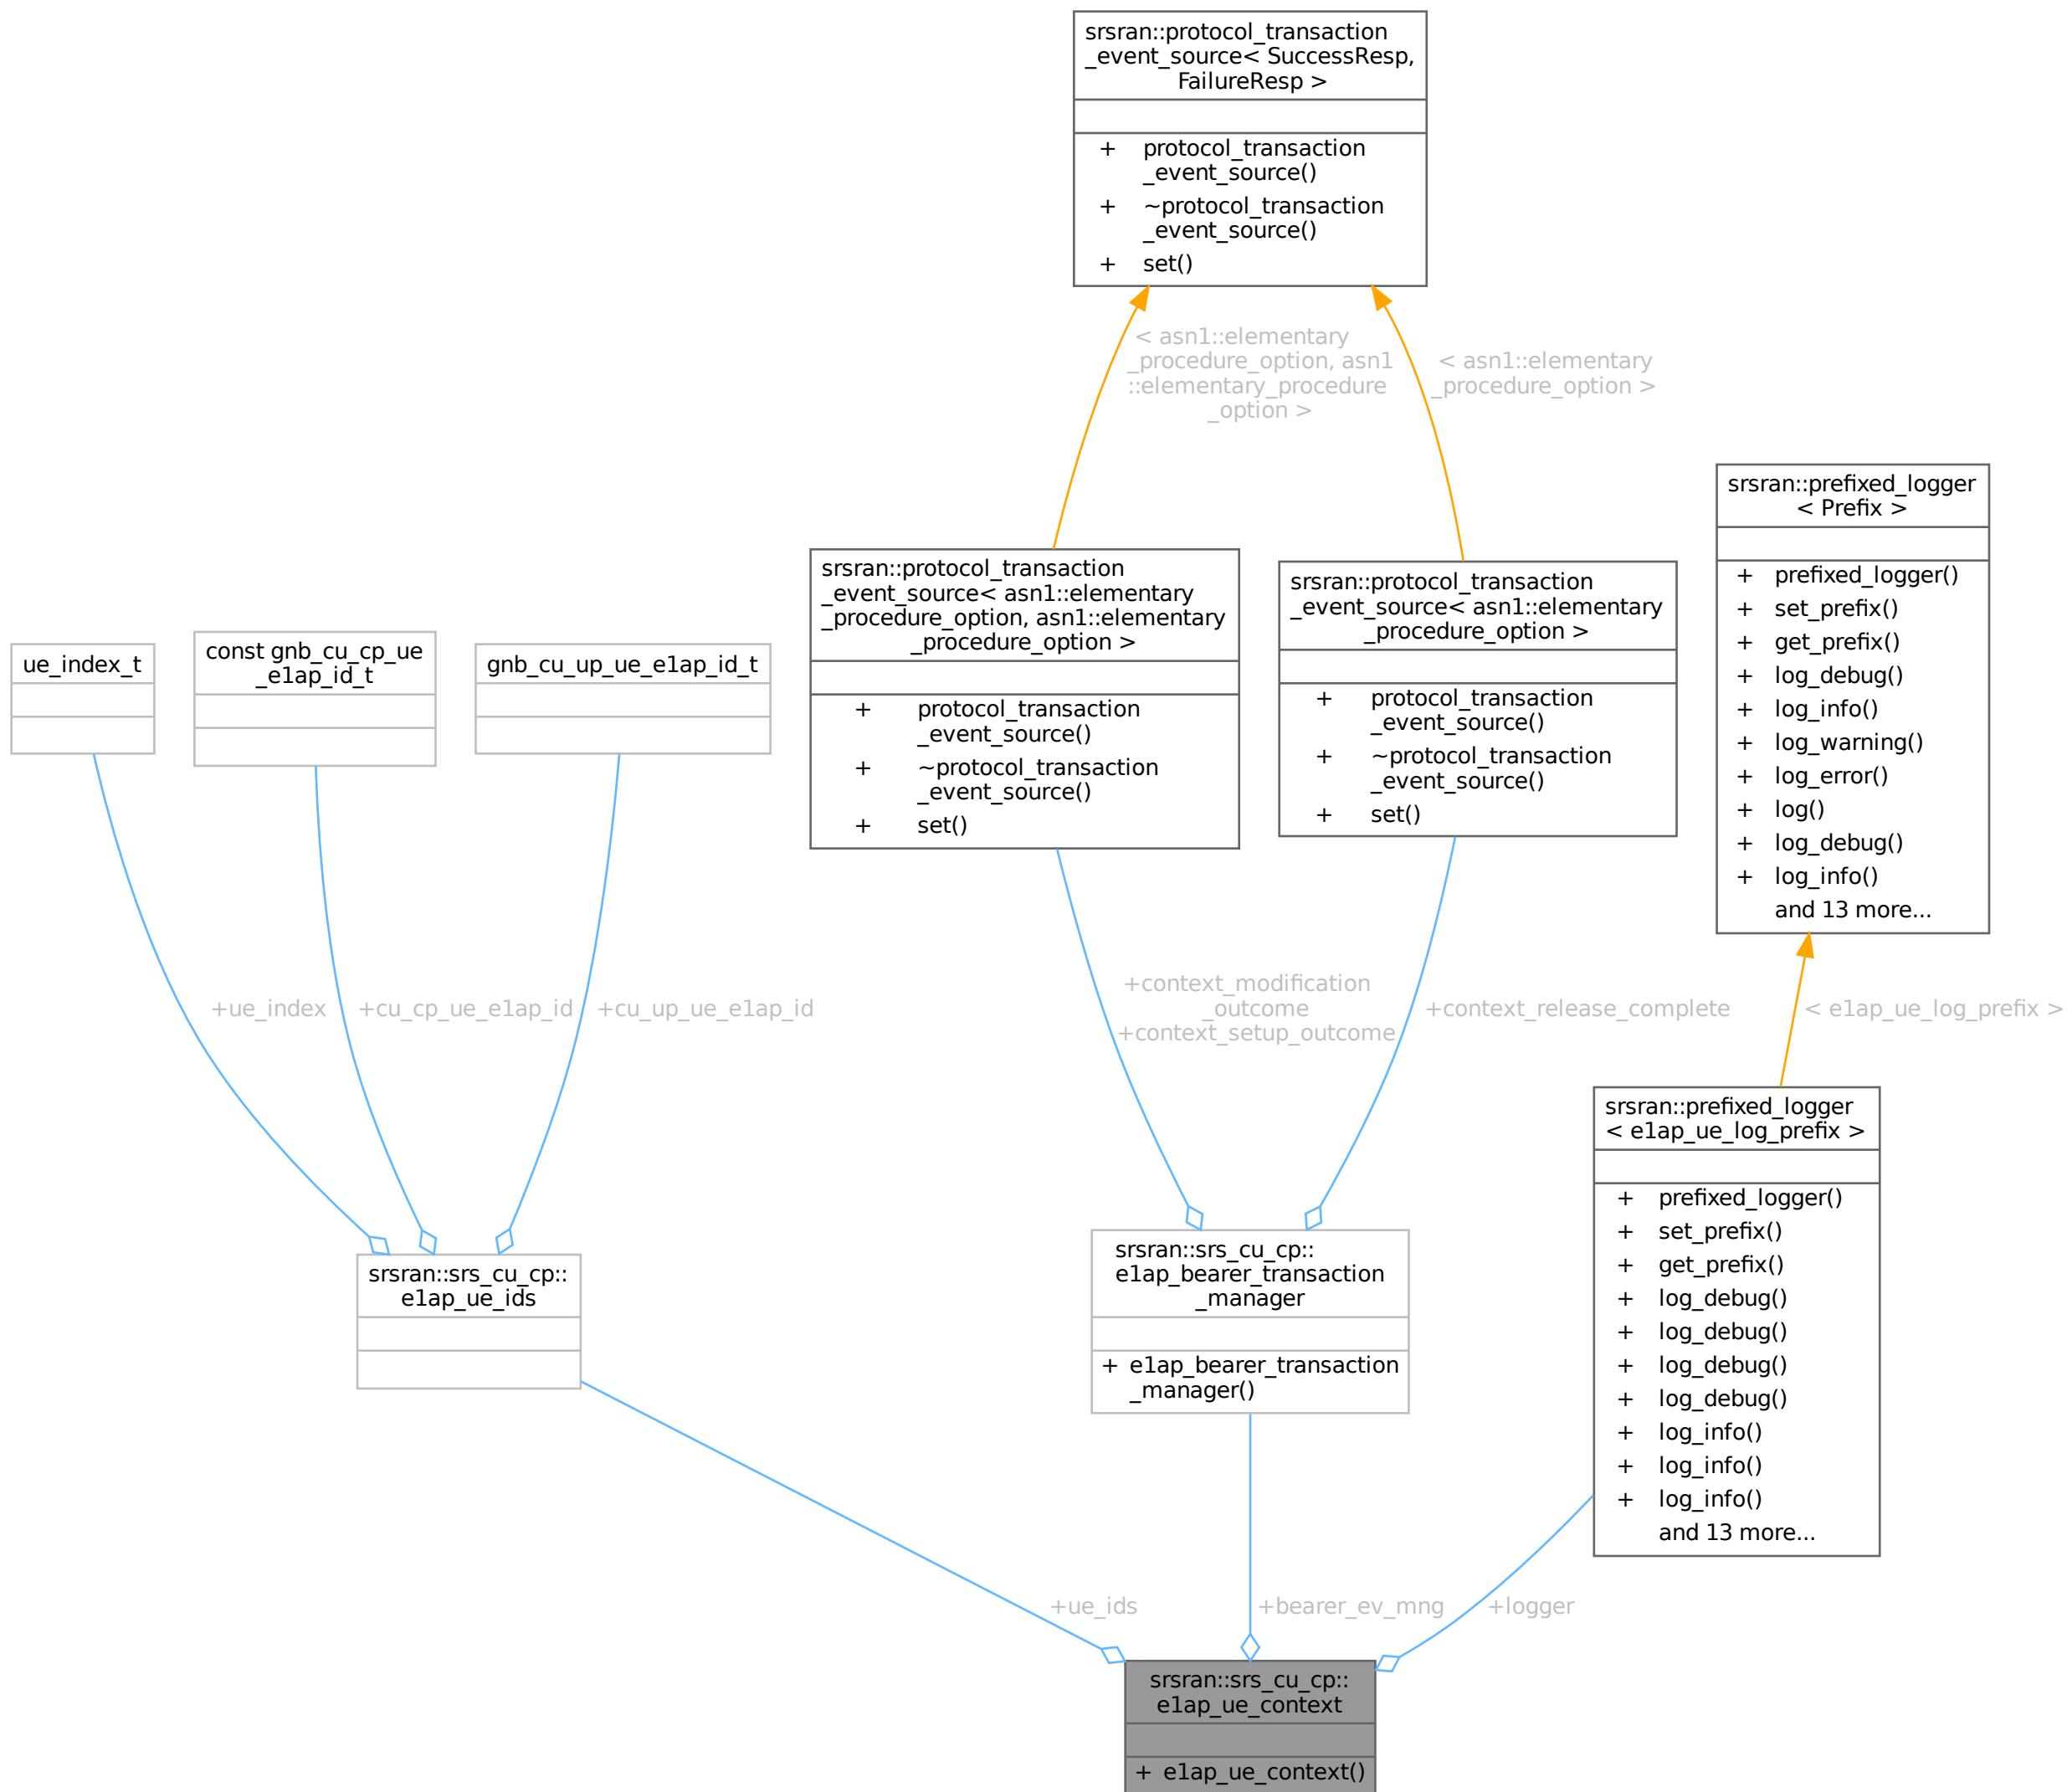 srsran::protocol_transaction
_event_source< SuccessResp,
FailureResp >
+ protocol_transaction
_event_source()
+ ~protocol_transaction
_event_source()
+ set()
< asn1::elementary
_procedure_option, asn1
::elementary_procedure
_option >
< asn1::elementary
_procedure_option >
srsran::prefixed_logger
< Prefix >
+ prefixed_logger()
+ set_prefix()
+ get_prefix()
+ log_debug()
+ log_info()
+ log_warning()
+ log_error()
+ log()
+ log_debug()
+ log_info()
and 13 more...
srsran::protocol_transaction
_event_source< asn1::elementary
_procedure_option, asn1::elementary
_procedure_option >
+ protocol_transaction
_event_source()
+ ~protocol_transaction
_event_source()
+ set()
srsran::protocol_transaction
_event_source< asn1::elementary
_procedure_option >
+ protocol_transaction
_event_source()
+ ~protocol_transaction
_event_source()
+ set()
ue_index_t
const gnb_cu_cp_ue
_e1ap_id_t
gnb_cu_up_ue_e1ap_id_t
+ue_index
+cu_cp_ue_e1ap_id
+cu_up_ue_e1ap_id
+context_modification
_outcome
+context_setup_outcome
+context_release_complete
< e1ap_ue_log_prefix >
srsran::prefixed_logger
< e1ap_ue_log_prefix >
+ prefixed_logger()
+ set_prefix()
+ get_prefix()
+ log_debug()
+ log_debug()
+ log_debug()
+ log_debug()
+ log_info()
+ log_info()
+ log_info()
and 13 more...
srsran::srs_cu_cp::
e1ap_ue_ids
srsran::srs_cu_cp::
e1ap_bearer_transaction
_manager
+ e1ap_bearer_transaction
_manager()
+ue_ids
+bearer_ev_mng
+logger
srsran::srs_cu_cp::
e1ap_ue_context
+ e1ap_ue_context()